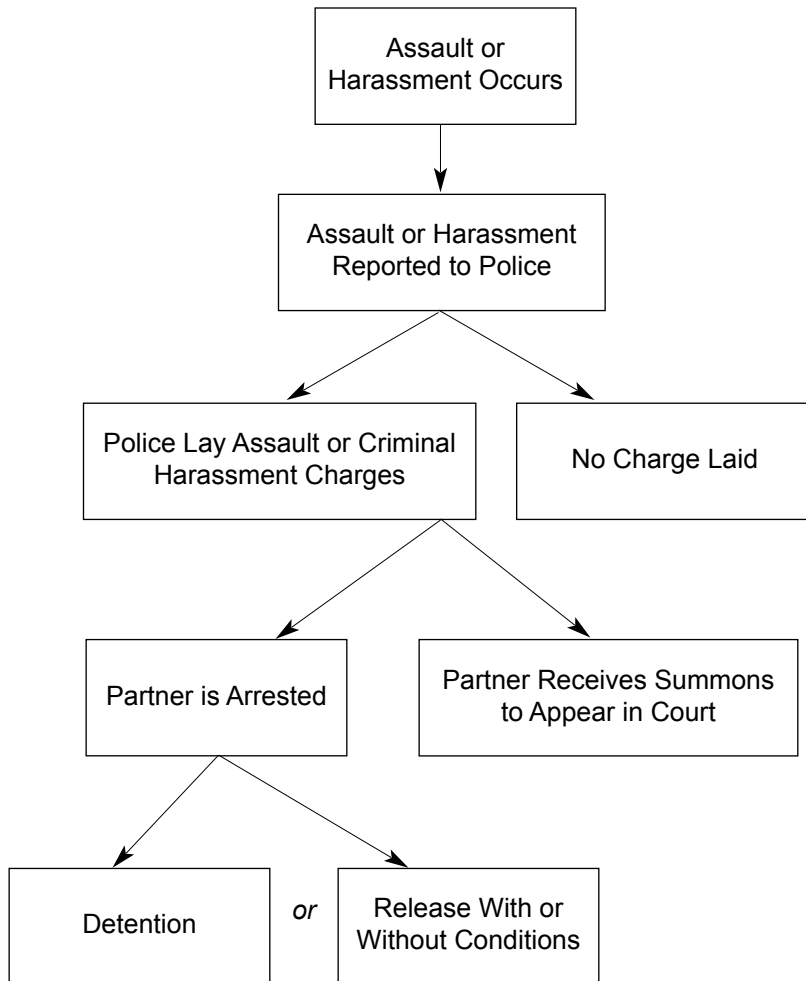 Assault or
Harassment Occurs
Assault or Harassment
Reported to Police
Police Lay Assault or Criminal
Harassment Charges
No Charge Laid
Partner is Arrested
Partner Receives Summons
to Appear in Court
Detention
or
Release With or
Without Conditions